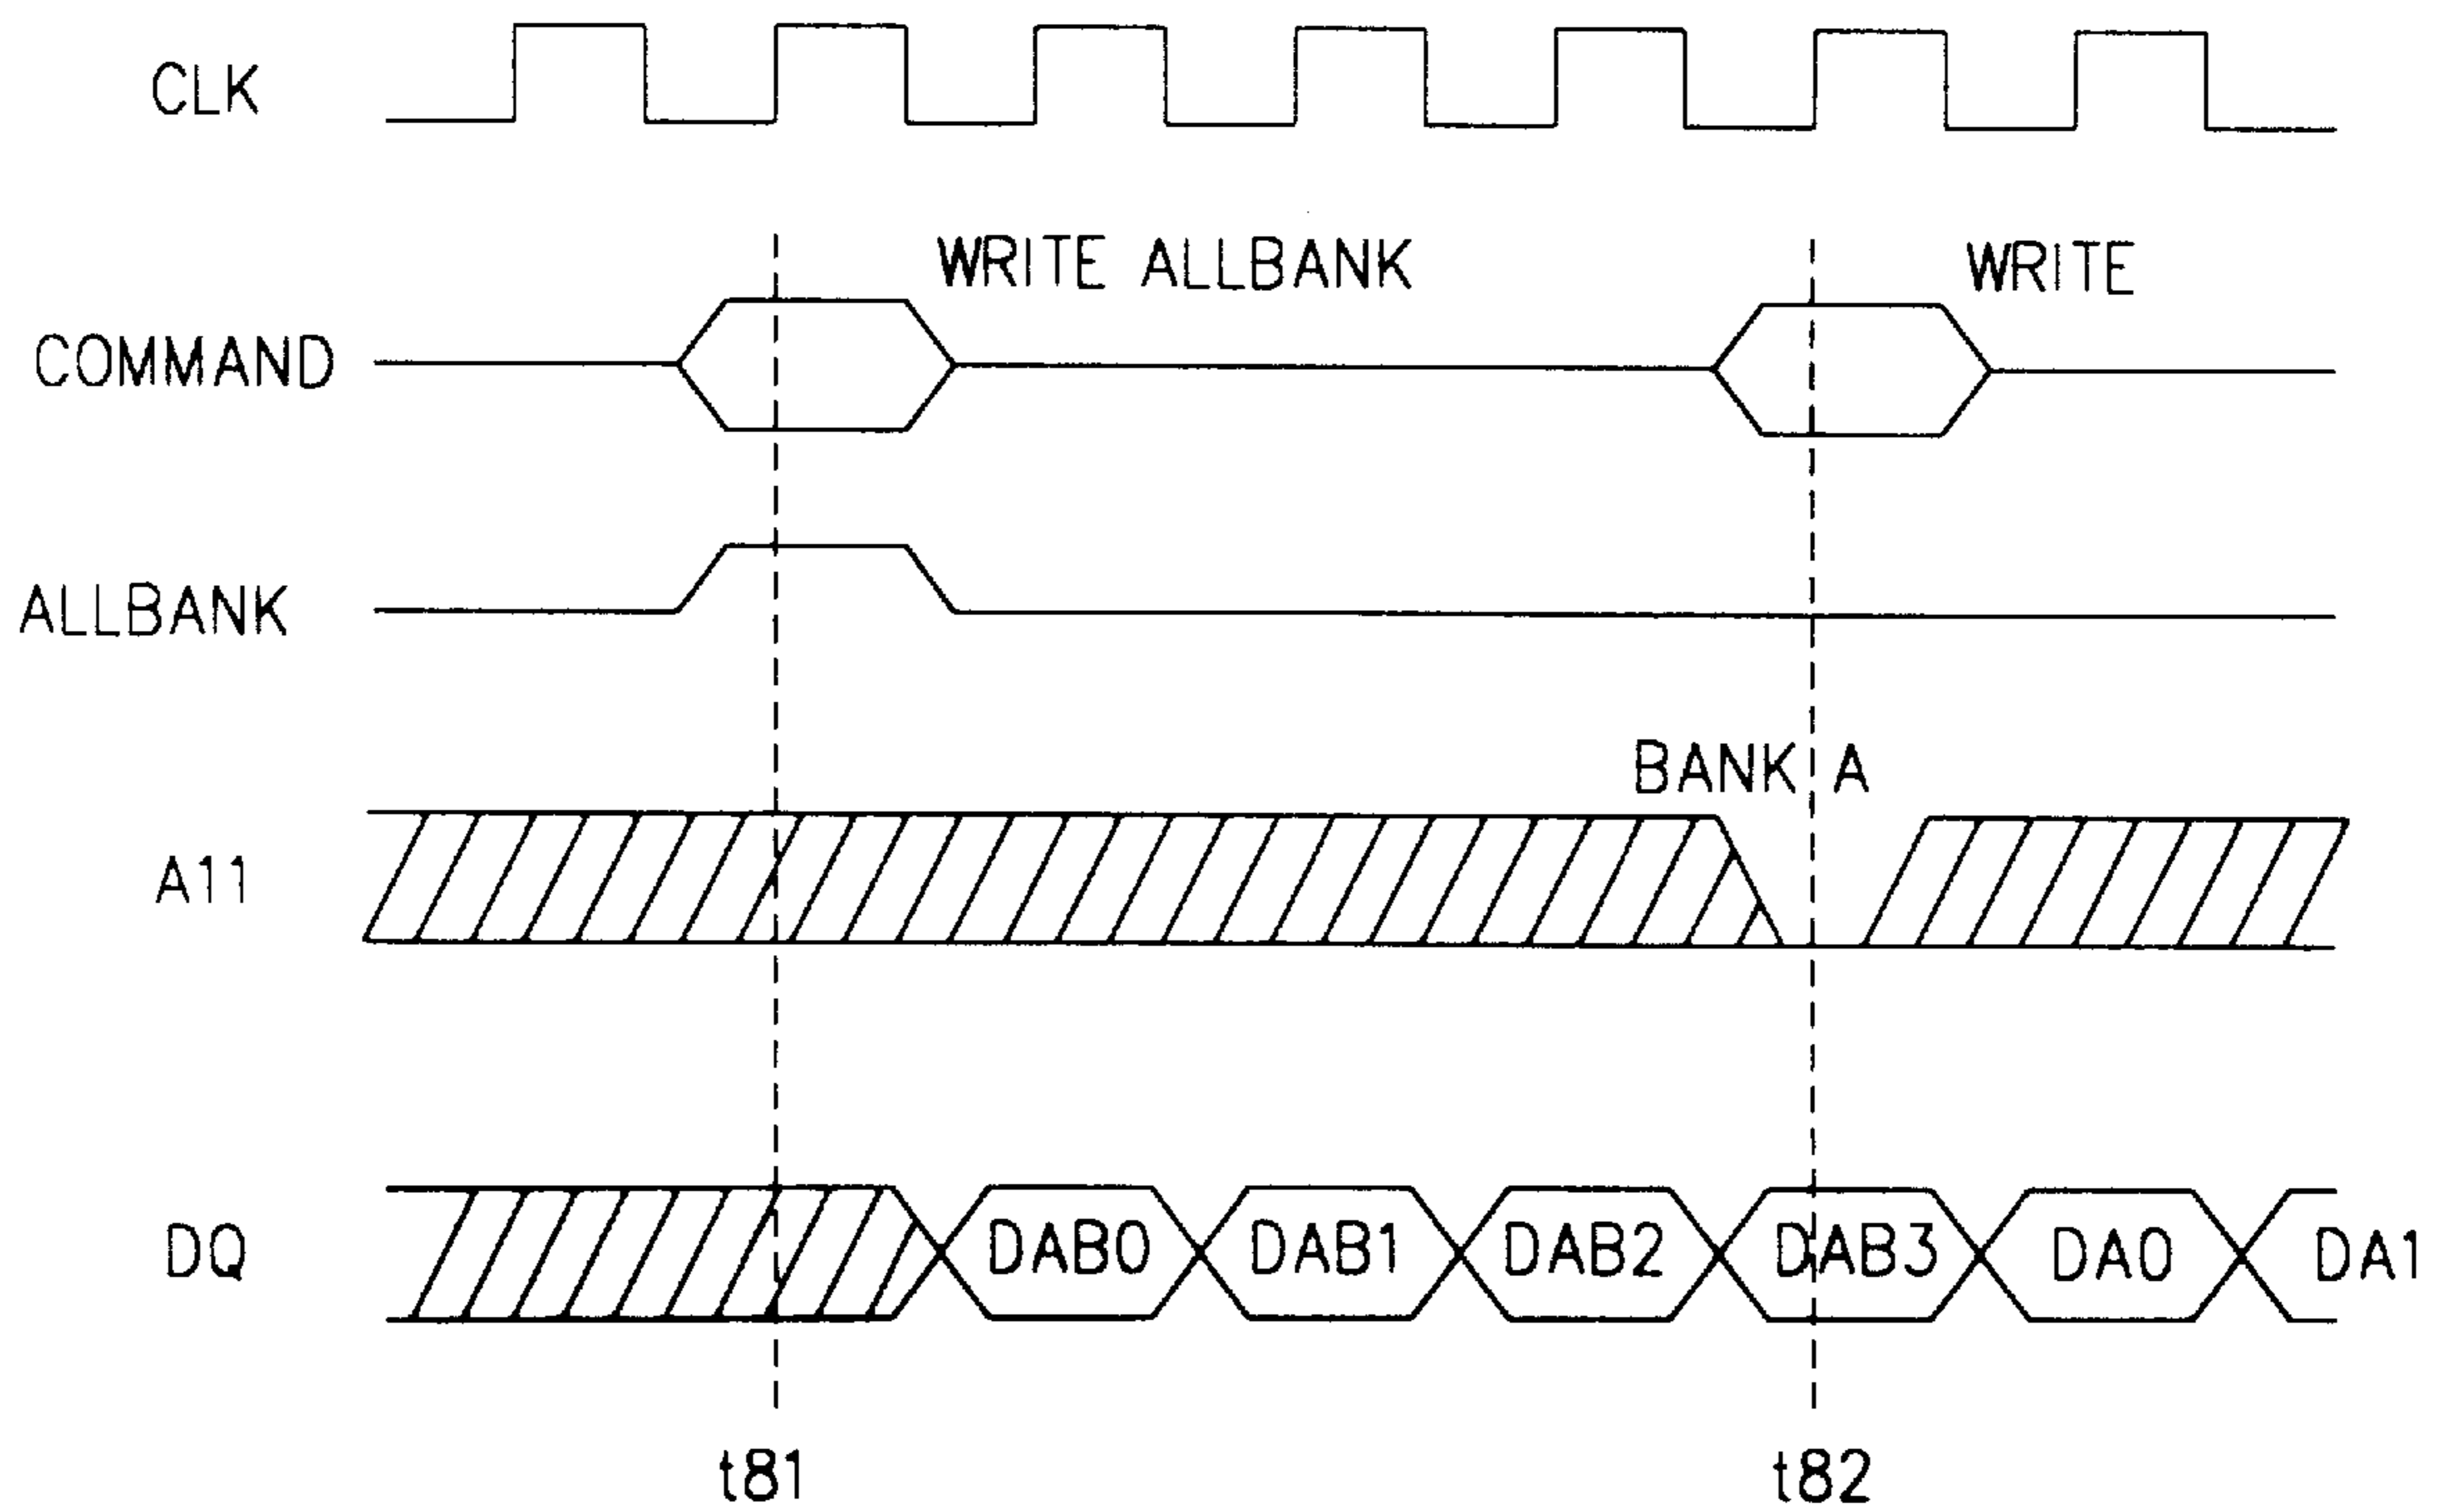 CLK
WRITE ALLBANK
WRITE
COMMAND
ALLBANK
BANK A
A11
DQ
DAB0
DAB1
DAB2
DAB3
DA0
DA1
t81
t82